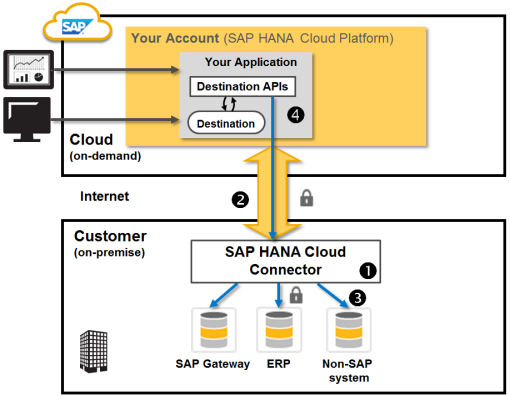 SAP
Your Account (SAP HANA Cloud Platform)
Your Application
Destination APIs
4
Destination
Cloud
(on-demand)
Internet
2
Customer
(on-premise)
SAP HANA Cloud
Connector
1
3
SAP Gateway
ERP
Non-SAP
system